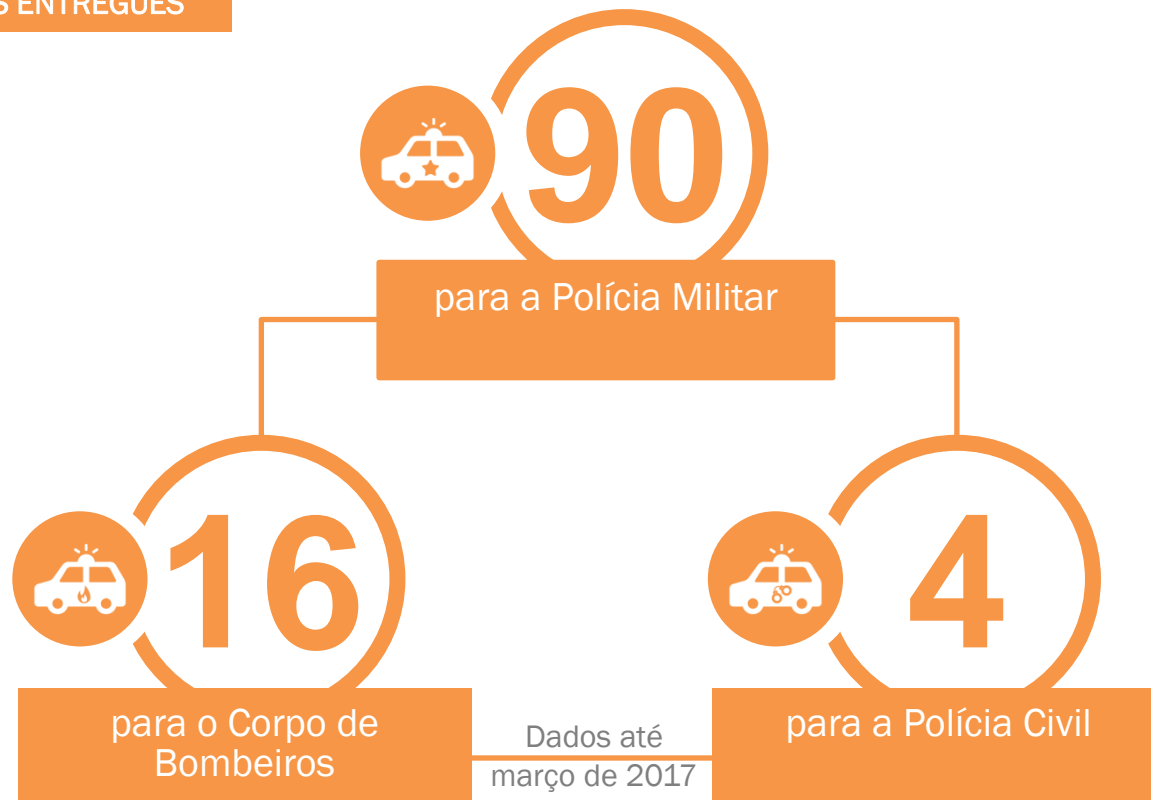 S ENTREGUES
90
para a Polícia Militar
16
para o Corpo de
Bombeiros
4
para a Polícia Civil
Dados até
março de 2017